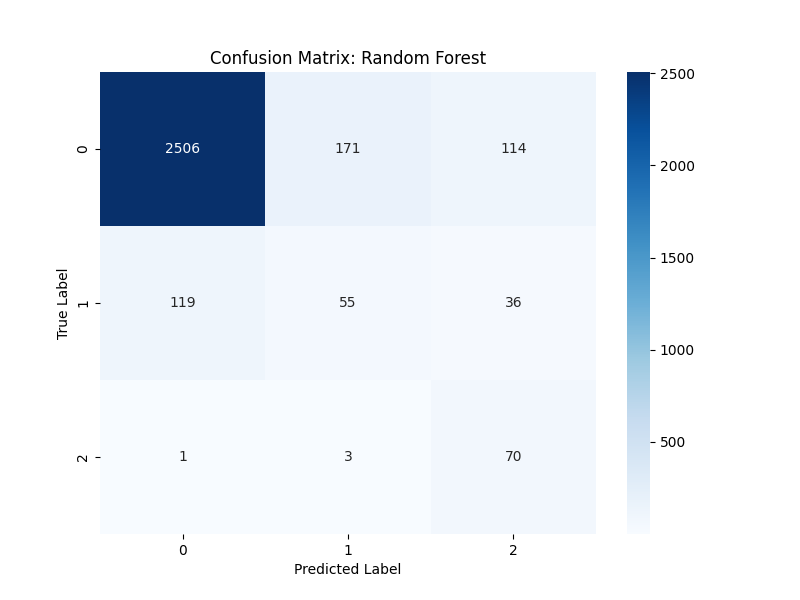 Confusion Matrix: Random Forest
2506 171 114
119 55 36
1 3 70
0
1
2
True Label
0 1 2
Predicted Label
2500
2000
1500
1000
500